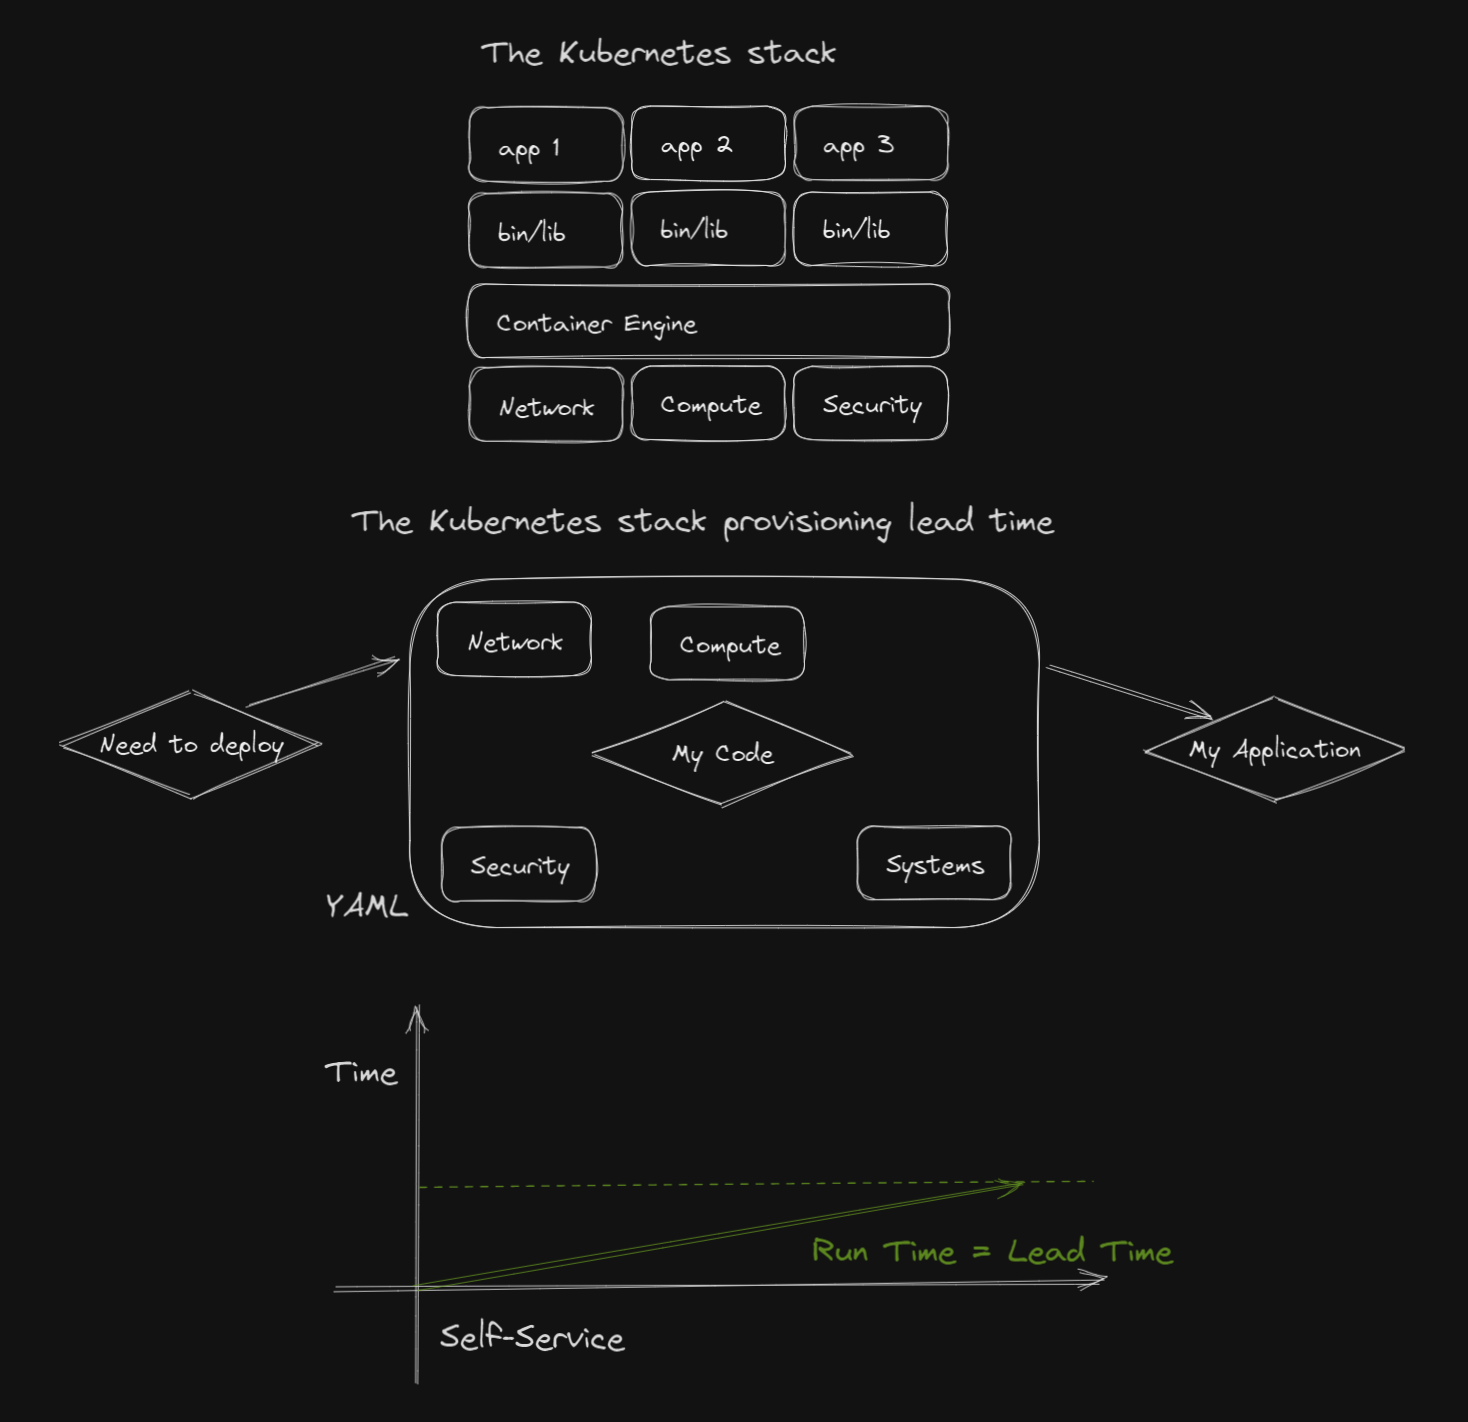 The Kubernetes stack
app 1
app 2
app 3
bin/lib
bin/lib
bin/lib
Container Engine
Network
Compute
Security
The Kubernetes stack provisioning lead time
Network
Compute
Need to deploy
My Code
My Application
Security
Systems
YAML
Time
Run Time = Lead Time
Self-Service